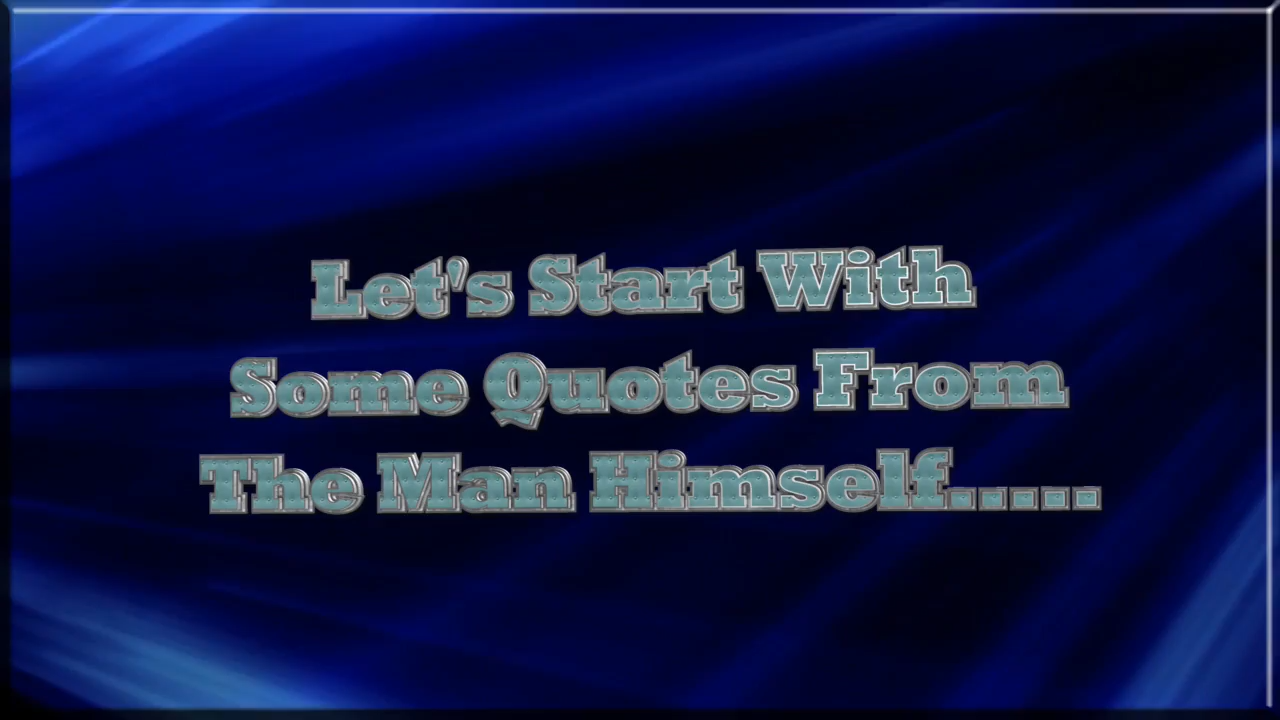 Let's Start With
Some Quotes From
The Man Himself.....